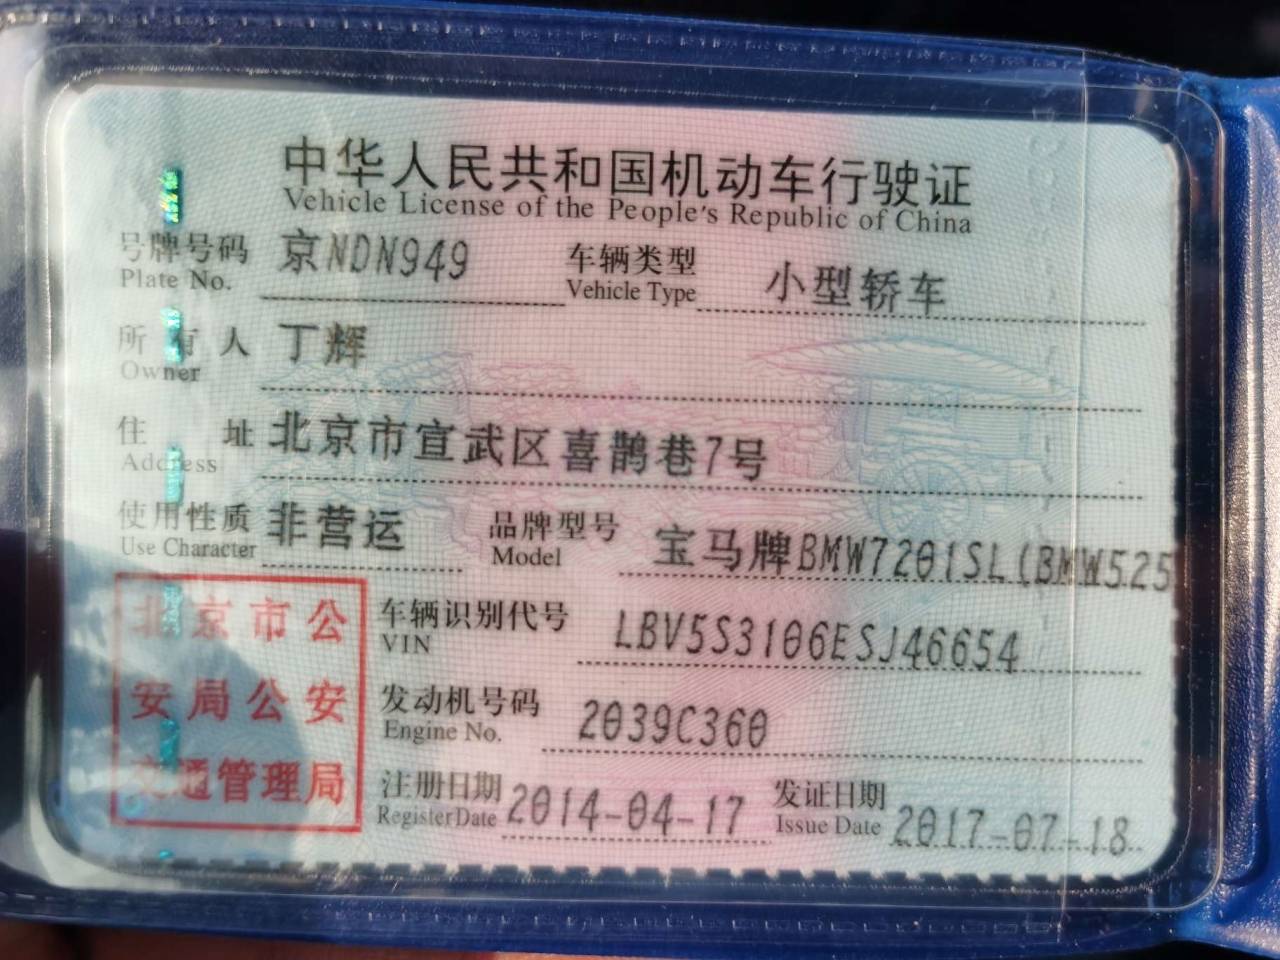 中华人民共和国机动车行驶证
Vehicle License of the People's Republic of China
号牌号码 京NDN949 车辆类型 小型轿车
Plate No. Vehicle Type
所有人 丁辉
Owner
住址 北京市宣武区喜鹊巷7号
Address
使用性质 非营运 品牌型号 宝马牌BMW7201SL(BMW525
Use Character Model
北京市公
安局公安
交通管理局
车辆识别代号 LBV5S3106ESJ46654
VIN
发动机号码 2039C360
Engine No.
注册日期 2014-04-17 发证日期 2017-07-18
Register Date Issue Date